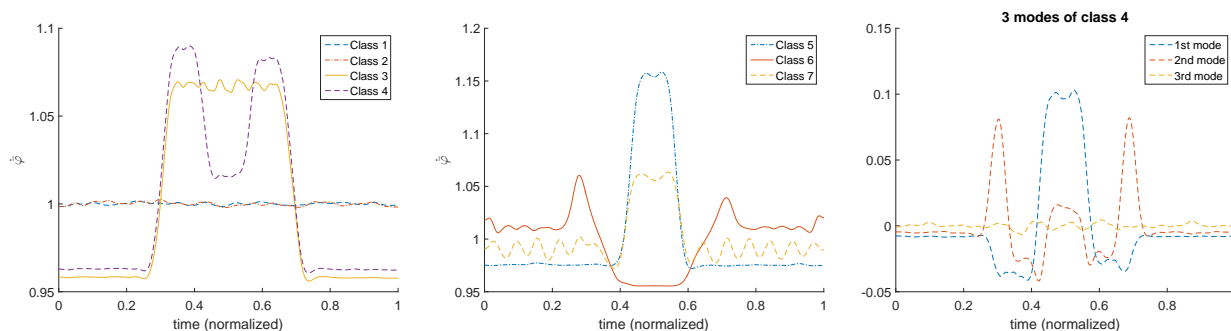 1.1
1.05
1
0.95
0
0.2
0.4
0.6
0.8
1
time (normalized)
φ̇
Class 1
Class 2
Class 3
Class 4
1.2
1.15
1.1
1.05
1
0.95
0
0.2
0.4
0.6
0.8
1
time (normalized)
φ̇
Class 5
Class 6
Class 7
3 modes of class 4
0.15
0.1
0.05
0
-0.05
0
0.2
0.4
0.6
0.8
time (normalized)
1st mode
2nd mode
3rd mode